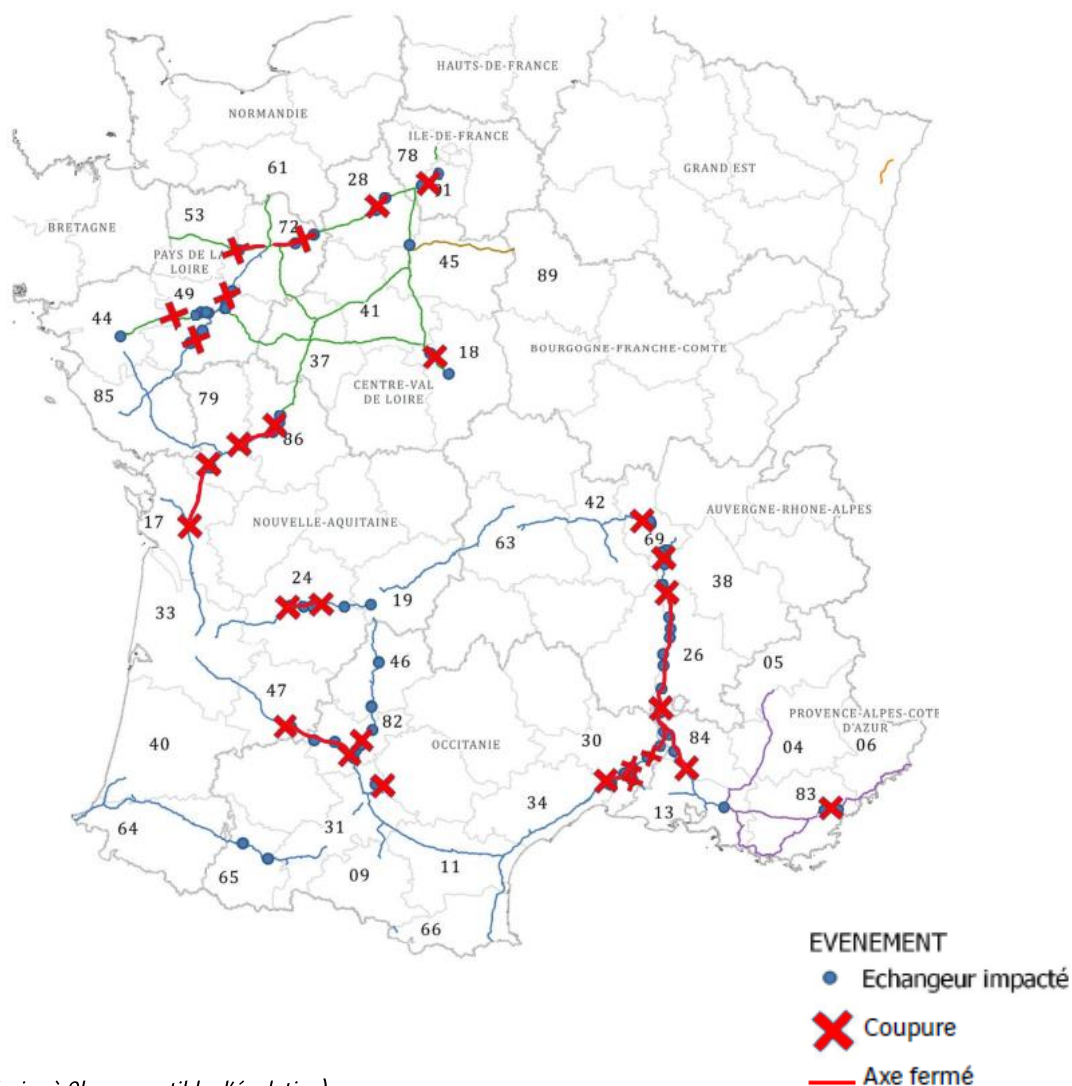 HAUTS-DE-FRANCE
NORMANDIE
ILE-DE-FRANCE
78
61
28
GRAND EST
91
53
BRETAGNE
72
PAYS DE LA
LOIRE
45
89
49
44
41
18
BOURGOGNE-FRANCHE-COMTE
37
CENTRE-VAL
DE LOIRE
85
79
86
42
AUVERGNE-RHONE-ALPES
17
NOUVELLE-AQUITAINE
63
69
24
38
19
33
46
26
05
47
82
PROVENCE-ALPES-COTE
D'AZUR
40
OCCITANIE
30
84
04
06
34
83
13
64
31
11
65
09
66
EVENEMENT
Echangeur impacté
Coupure
Axe fermé